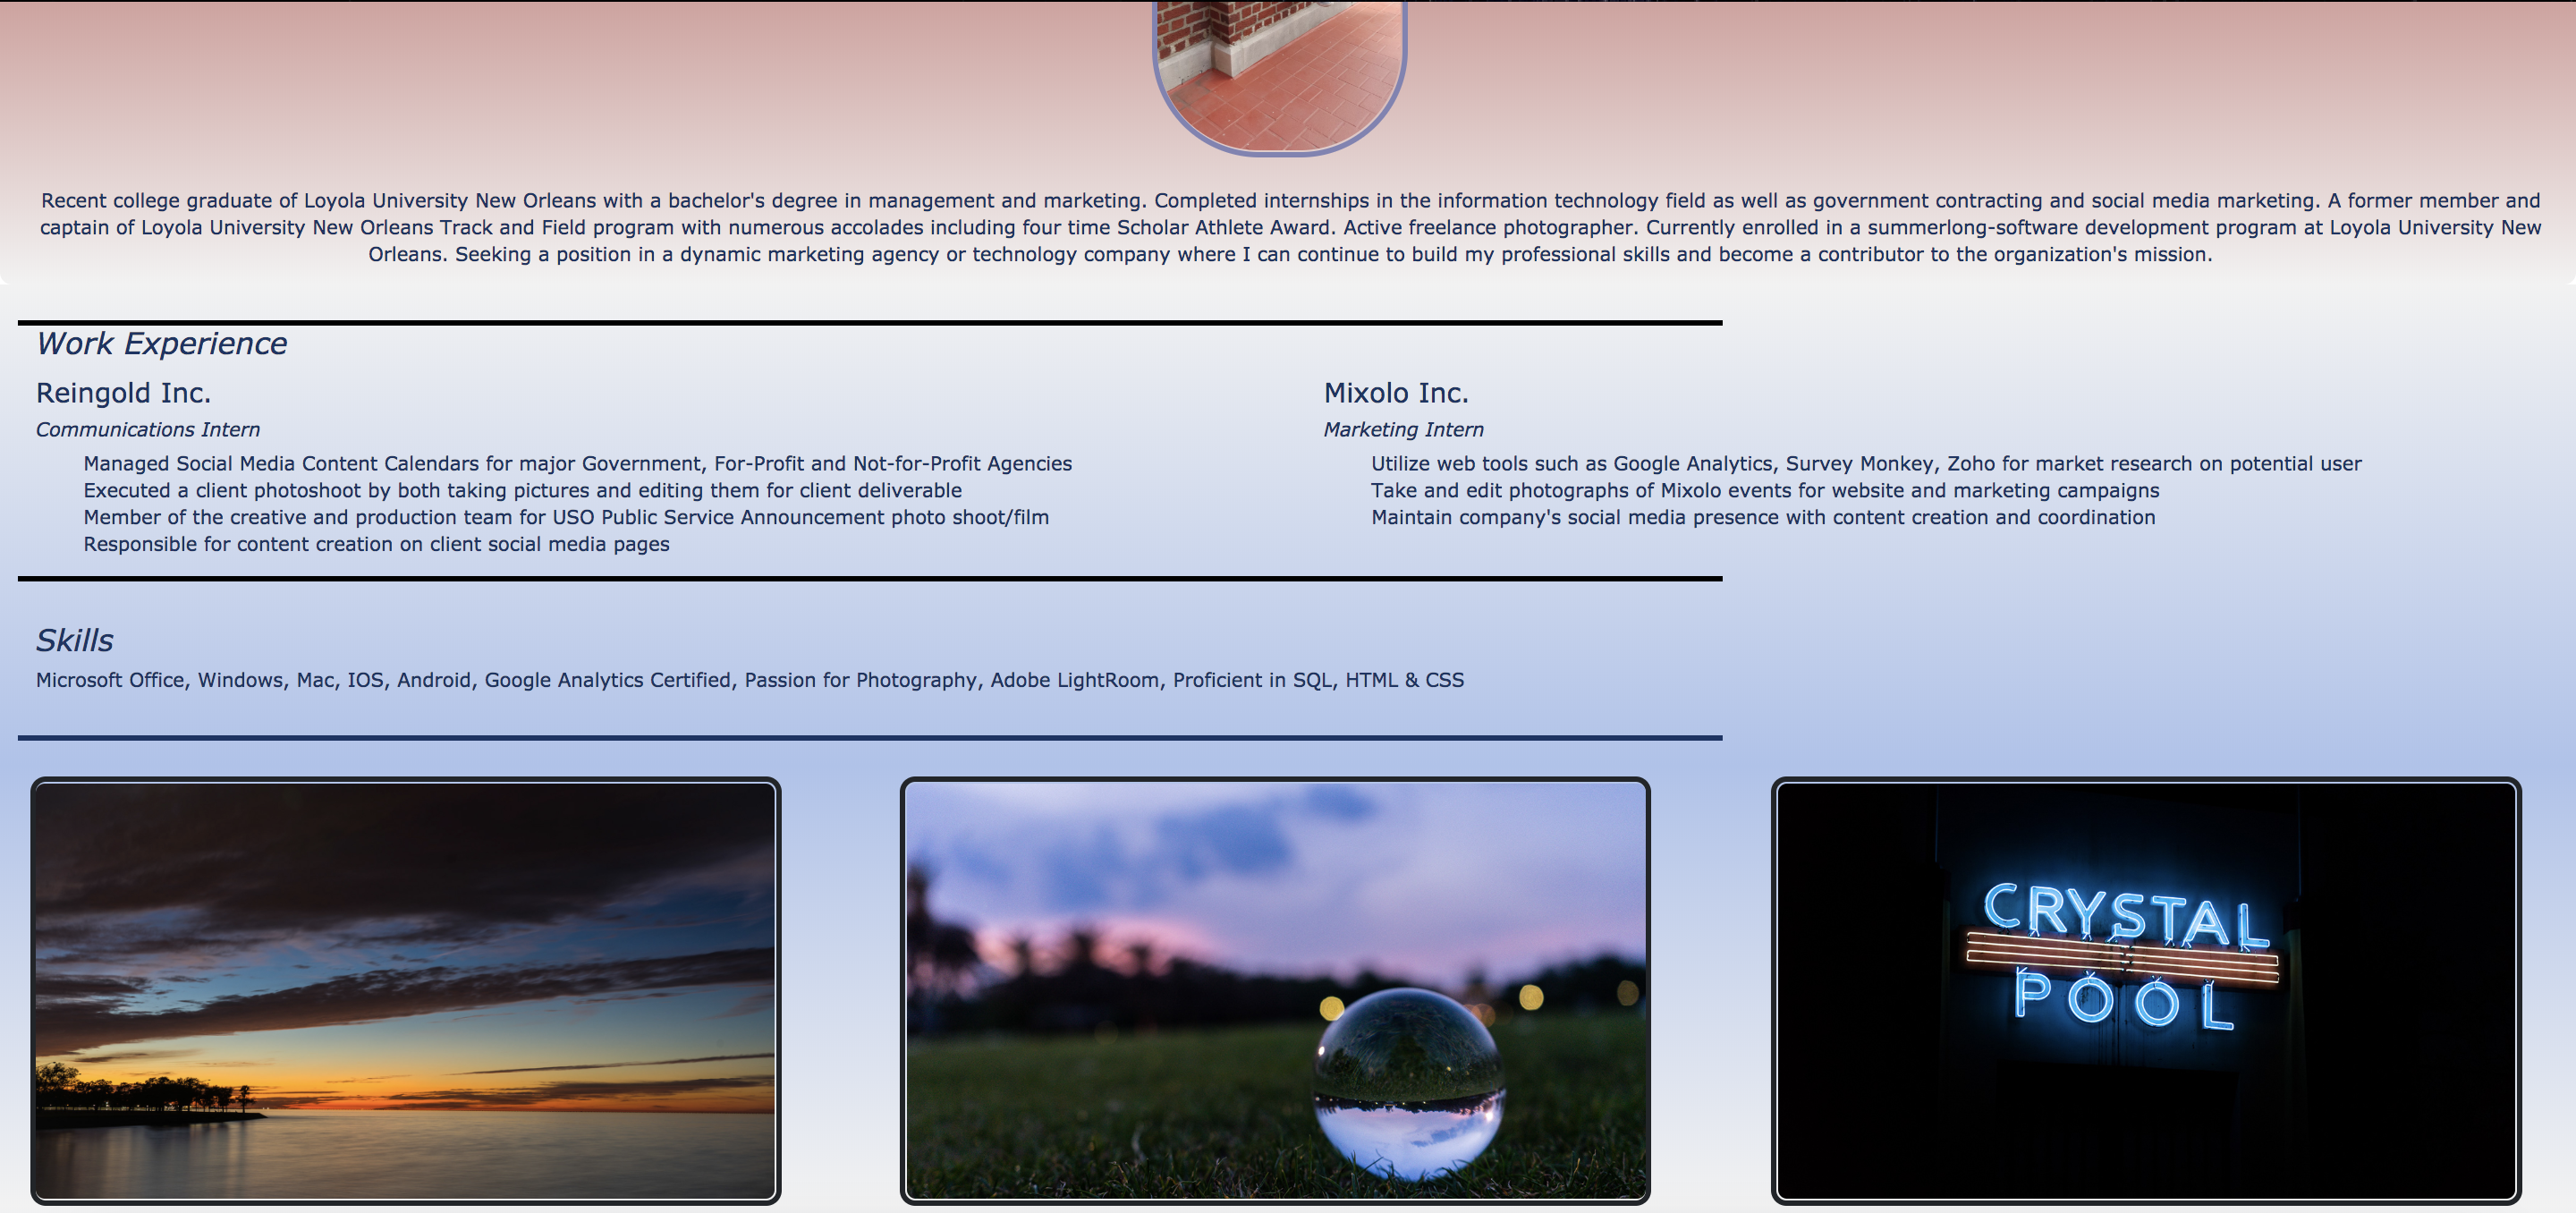 Recent college graduate of Loyola University New Orleans with a bachelor's degree in management and marketing. Completed internships in the information technology field as well as government contracting and social media marketing. A former member and
captain of Loyola University New Orleans Track and Field program with numerous accolades including four time Scholar Athlete Award. Active freelance photographer. Currently enrolled in a summerlong-software development program at Loyola University New
Orleans. Seeking a position in a dynamic marketing agency or technology company where I can continue to build my professional skills and become a contributor to the organization's mission.
Work Experience
Reingold Inc.
Communications Intern
Managed Social Media Content Calendars for major Government, For-Profit and Not-for-Profit Agencies
Executed a client photoshoot by both taking pictures and editing them for client deliverable
Member of the creative and production team for USO Public Service Announcement photo shoot/film
Responsible for content creation on client social media pages
Mixolo Inc.
Marketing Intern
Utilize web tools such as Google Analytics, Survey Monkey, Zoho for market research on potential user
Take and edit photographs of Mixolo events for website and marketing campaigns
Maintain company's social media presence with content creation and coordination
Skills
Microsoft Office, Windows, Mac, IOS, Android, Google Analytics Certified, Passion for Photography, Adobe LightRoom, Proficient in SQL, HTML & CSS
CRYSTAL
POOL